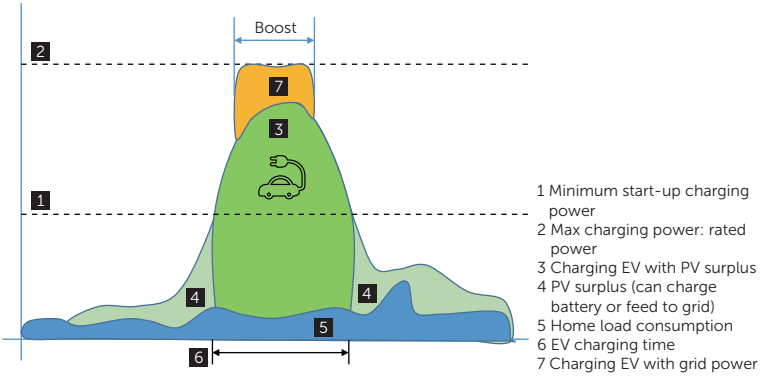 Boost
2
7
3
1
4
4
5
6
1 Minimum start-up charging
power
2 Max charging power: rated
power
3 Charging EV with PV surplus
4 PV surplus (can charge
battery or feed to grid)
5 Home load consumption
6 EV charging time
7 Charging EV with grid power